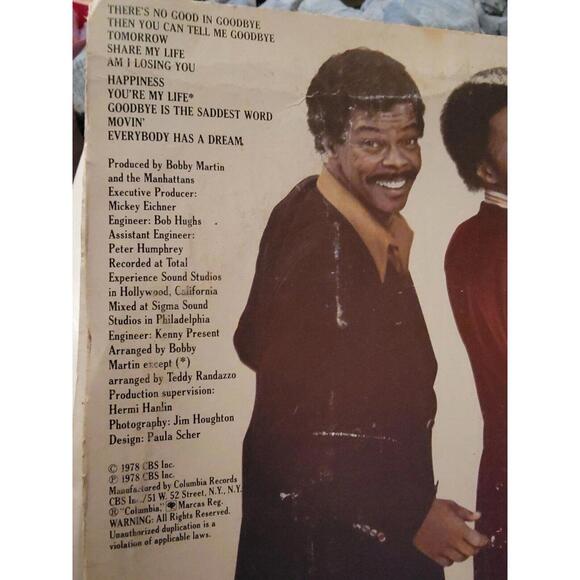 THERE'S NO GOOD IN GOODBYE
THEN YOU CAN TELL ME GOODBYE
TOMORROW
SHARE MY LIFE
AM I LOSING YOU
HAPPINESS
YOU'RE MY LIFE*
GOODBYE IS THE SADDEST WORD
MOVIN'
EVERYBODY HAS A DREAM
Produced by Bobby Martin
and the Manhattans
Executive Producer:
Mickey Eichner
Engineer: Bob Hughs
Assistant Engineer:
Peter Humphrey
Recorded at Total
Experience Sound Studios
in Hollywood, California
Mixed at Sigma Sound
Studios in Philadelphia
Engineer: Kenny Present
Arranged by Bobby
Martin except (*)
arranged by Teddy Randazzo
Production supervision:
Hermi Hanlin
Photography: Jim Houghton
Design: Paula Scher
© 1978 CBS Inc.
℗ 1978 CBS Inc.
Manufactured by Columbia Records
CBS Inc./51 W. 52 Street, N.Y., N.Y.
® "Columbia," Marcas Reg.
WARNING: All Rights Reserved.
Unauthorized duplication is a
violation of applicable laws.